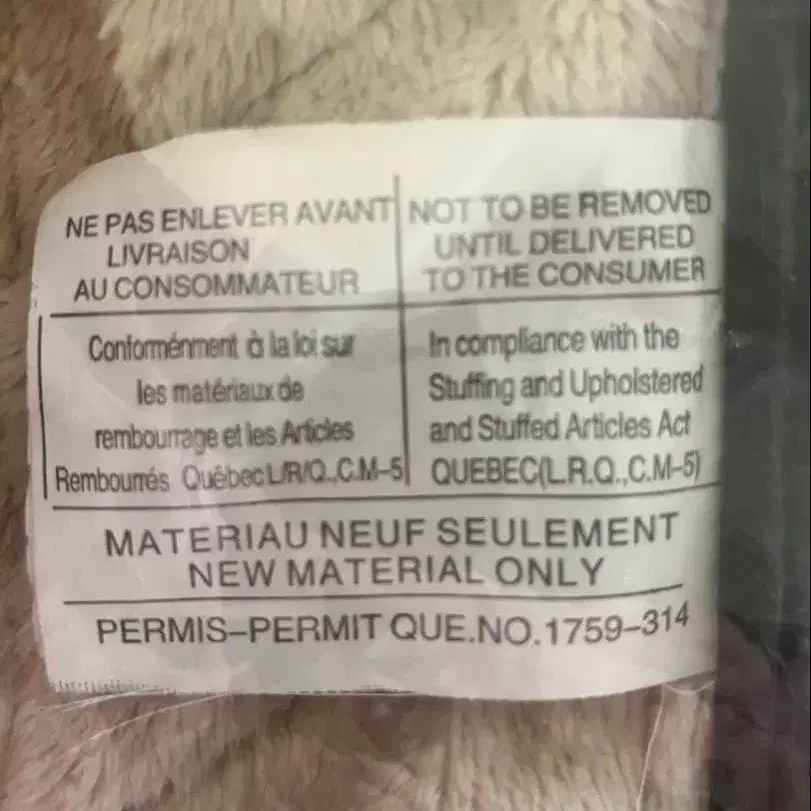 NE PAS ENLEVER AVANT
LIVRAISON
AU CONSOMMATEUR
NOT TO BE REMOVED
UNTIL DELIVERED
TO THE CONSUMER
Conforménment à la loi sur
les matériaux de
rembourrage et les Articles
Rembourrés Québec L/R/Q.,C.M-5
In compliance with the
Stuffing and Uphoistered
and Stuffed Articles Act
QUEBEC(L.R.Q.,C.M-5)
MATERIAU NEUF SEULEMENT
NEW MATERIAL ONLY
PERMIS-PERMIT QUE.NO.1759-314